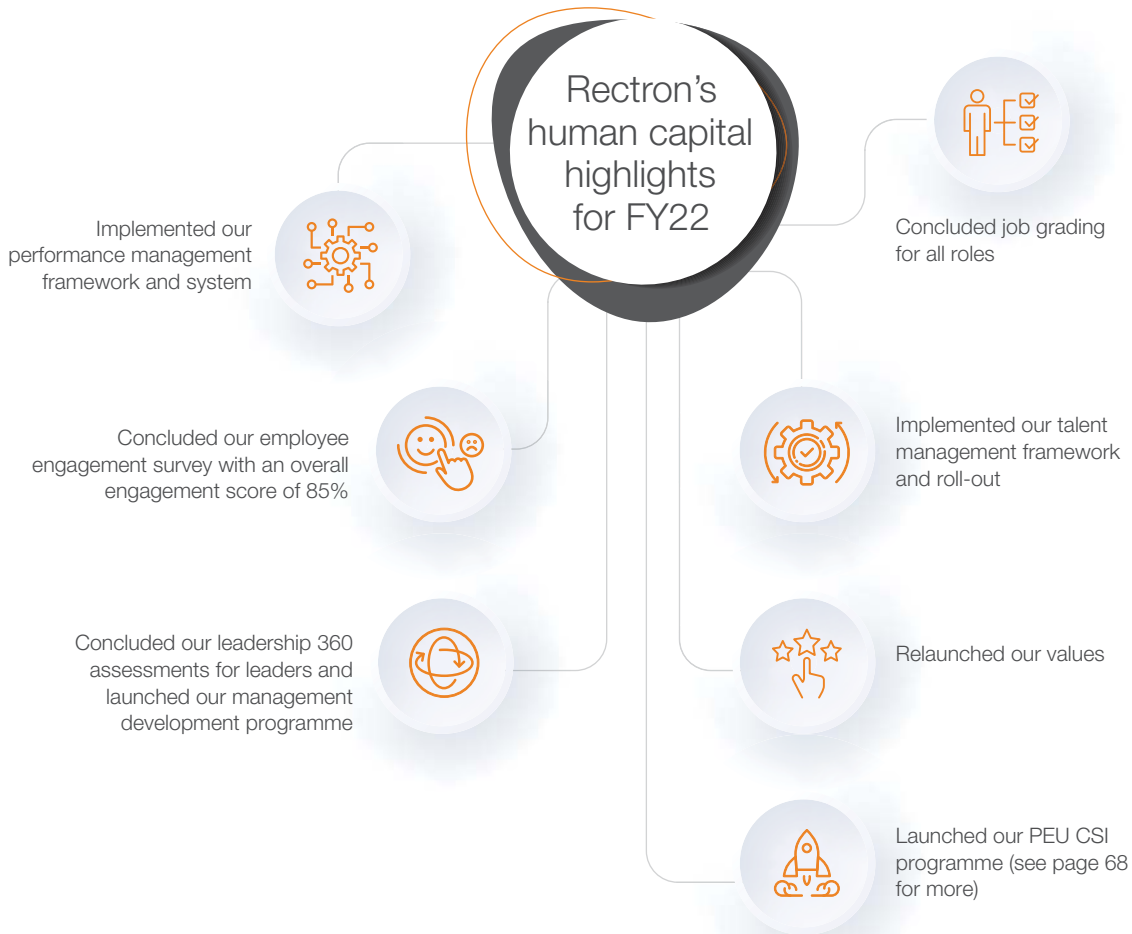 Rectron's
human capital
highlights
for FY22
Implemented our
performance management
framework and system
Concluded job grading
for all roles
Concluded our employee
engagement survey with an overall
engagement score of 85%
Implemented our talent
management framework
and roll-out
Concluded our leadership 360
assessments for leaders and
launched our management
development programme
Relaunched our values
Launched our PEU CSI
programme (see page 68
for more)